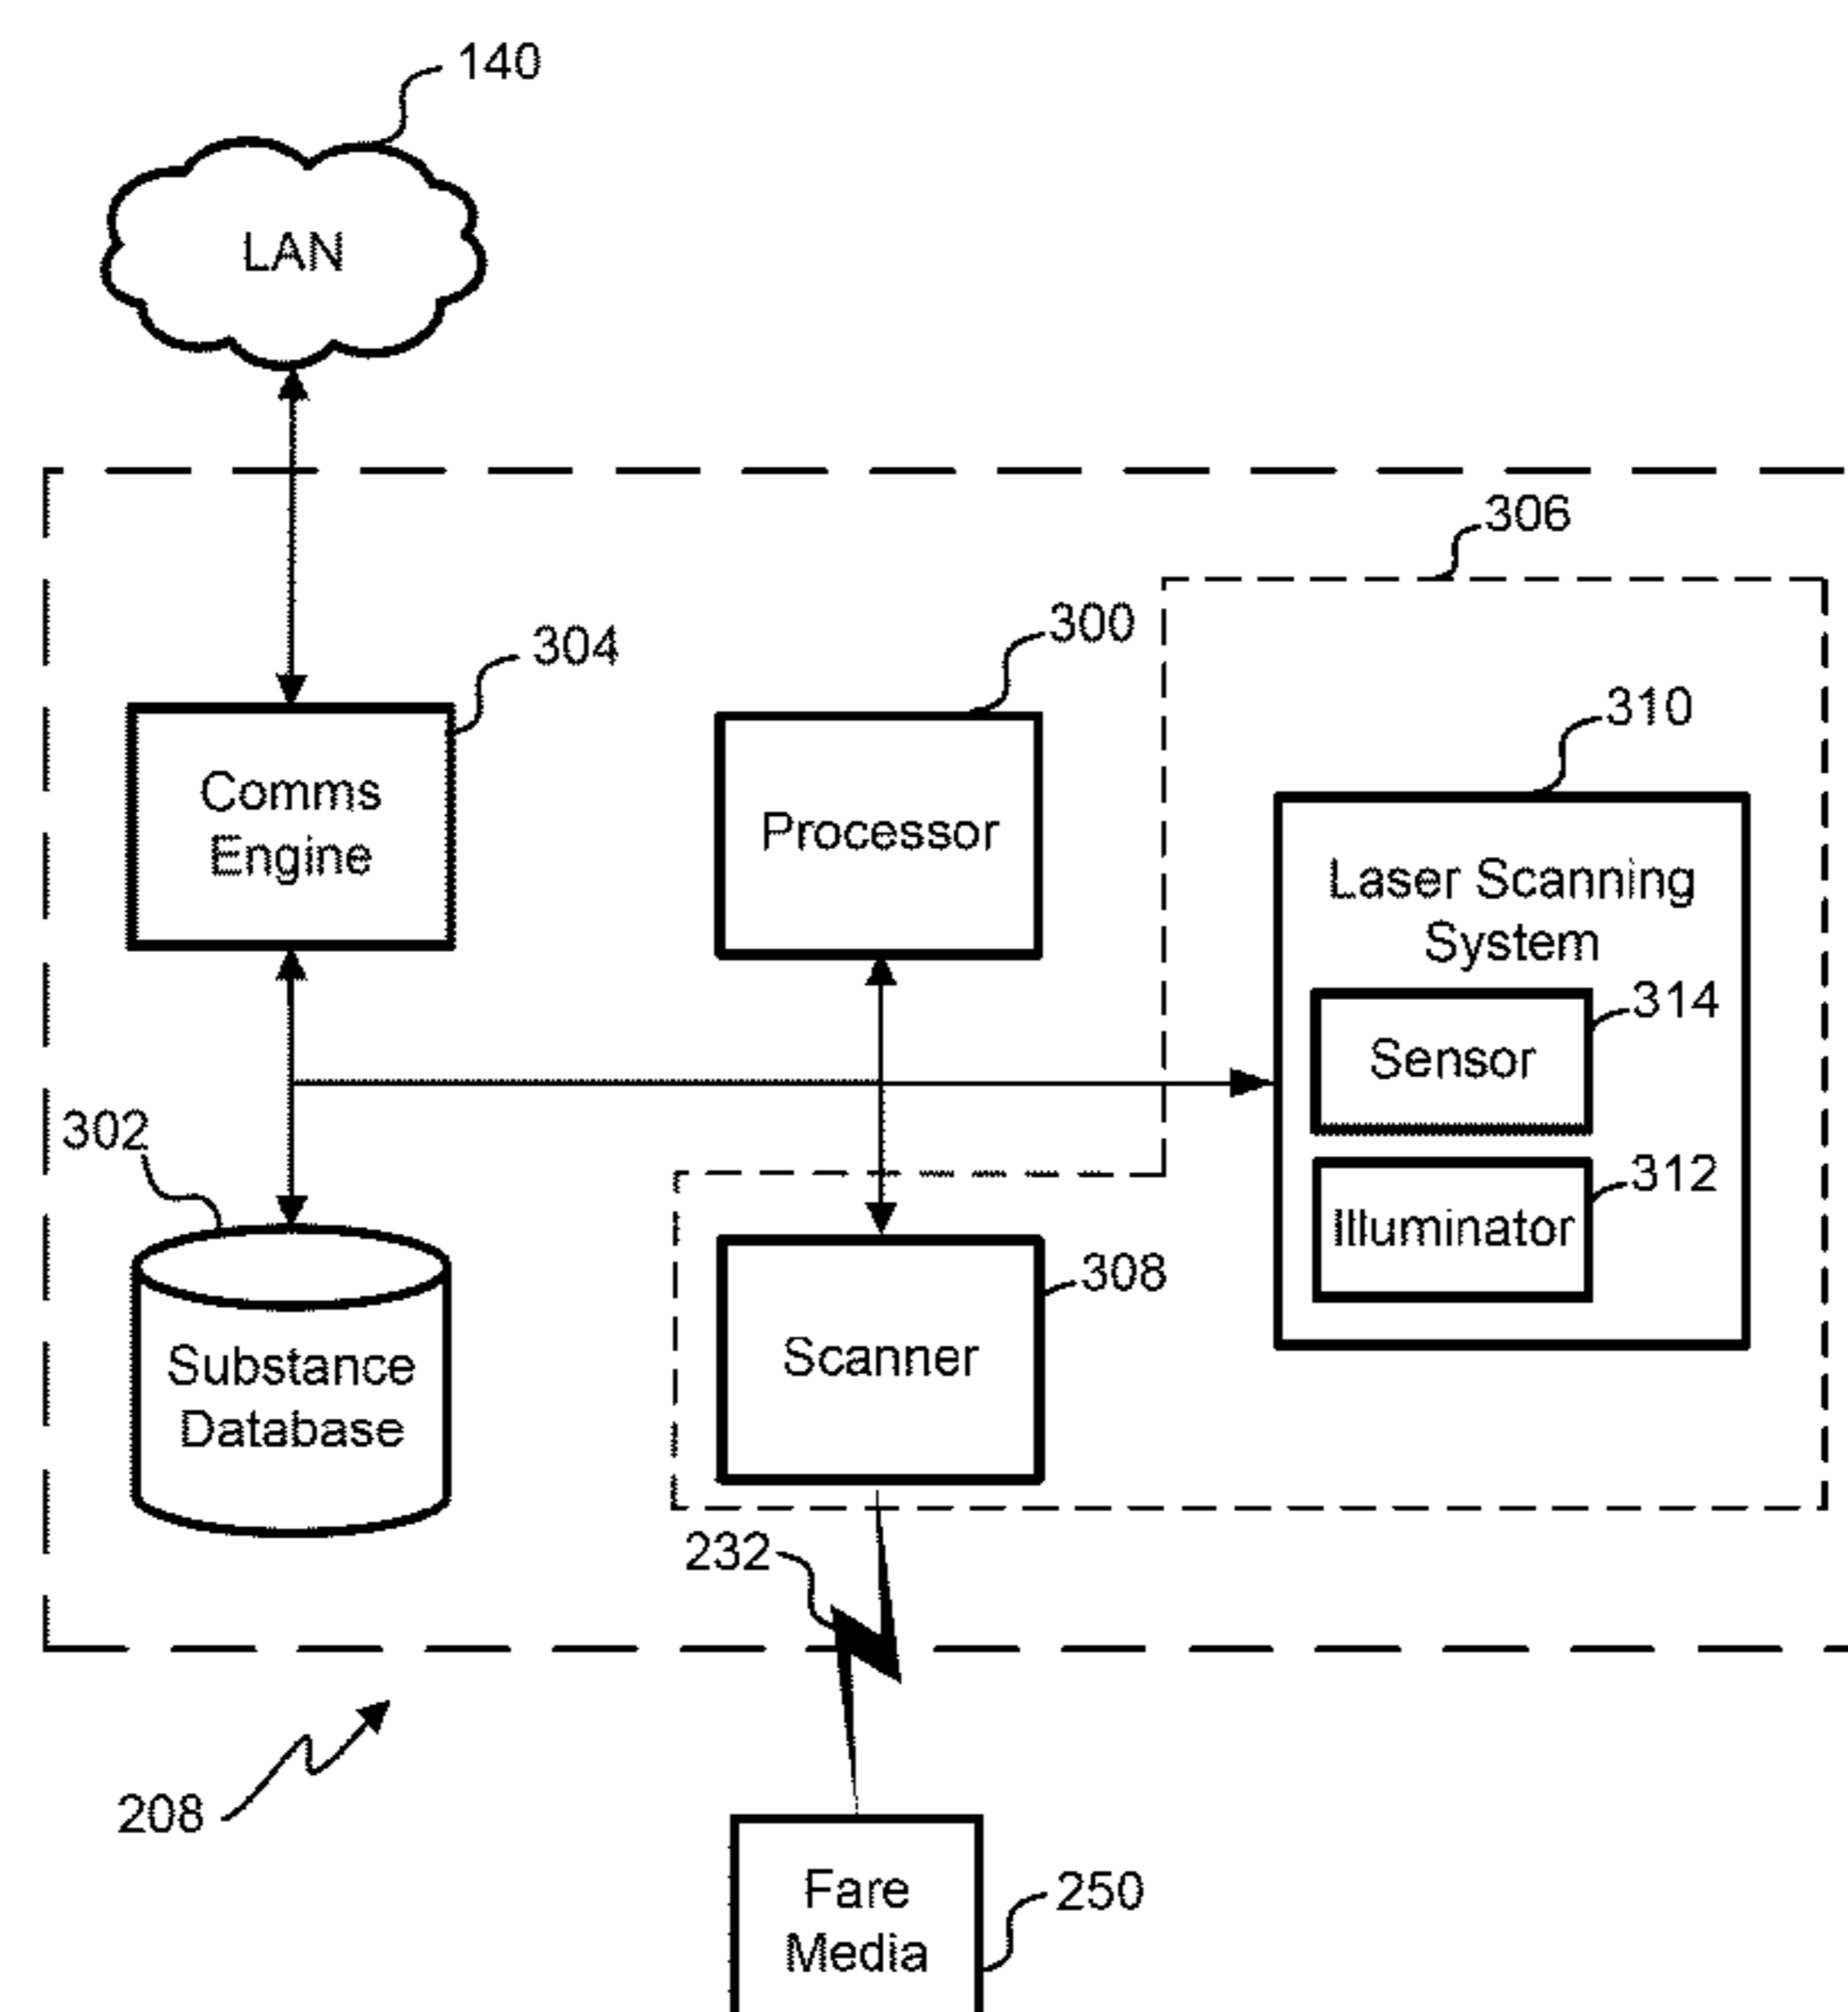 140
LAN
306
300
304
310
Comms
Engine
Processor
Laser Scanning
System
314
Sensor
302
312
Illuminator
308
Scanner
Substance
Database
232
208
Fare
Media
250